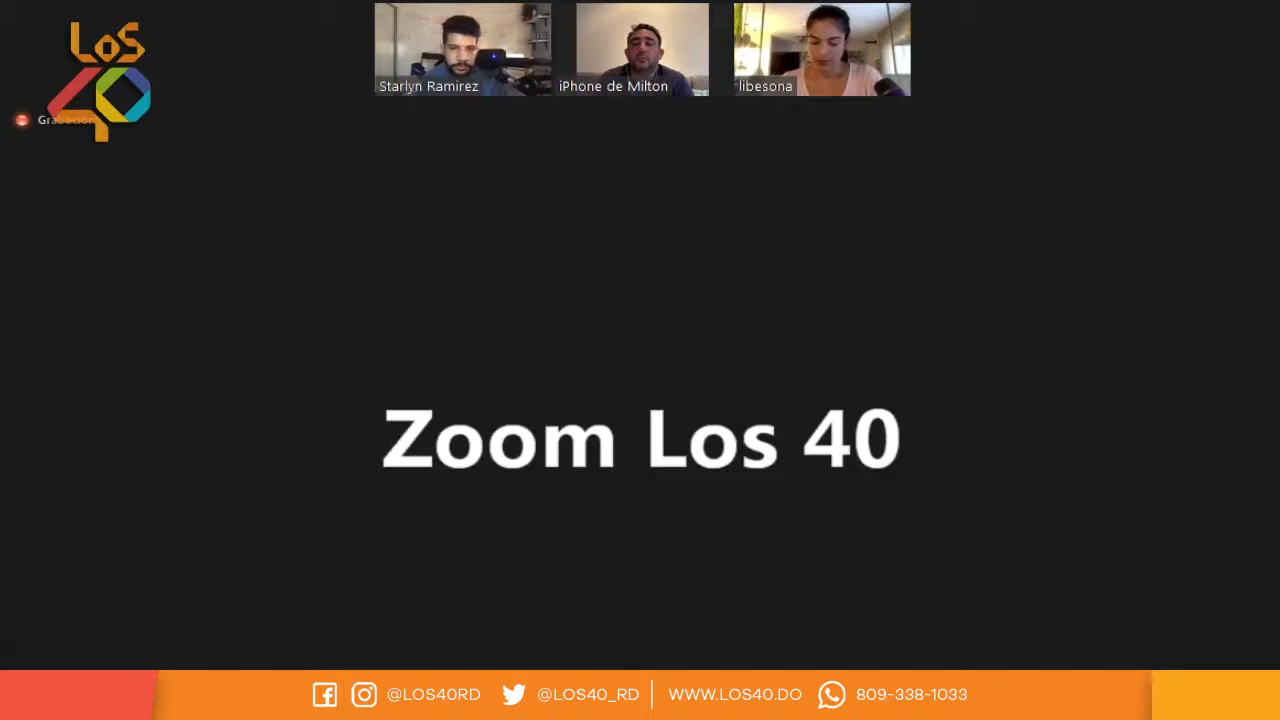 LOS
40
Grabación
Starlyn Ramirez
iPhone de Milton
libesona
Zoom Los 40
@LOS40RD
@LOS40_RD
WWW.LOS40.DO
809-338-1033